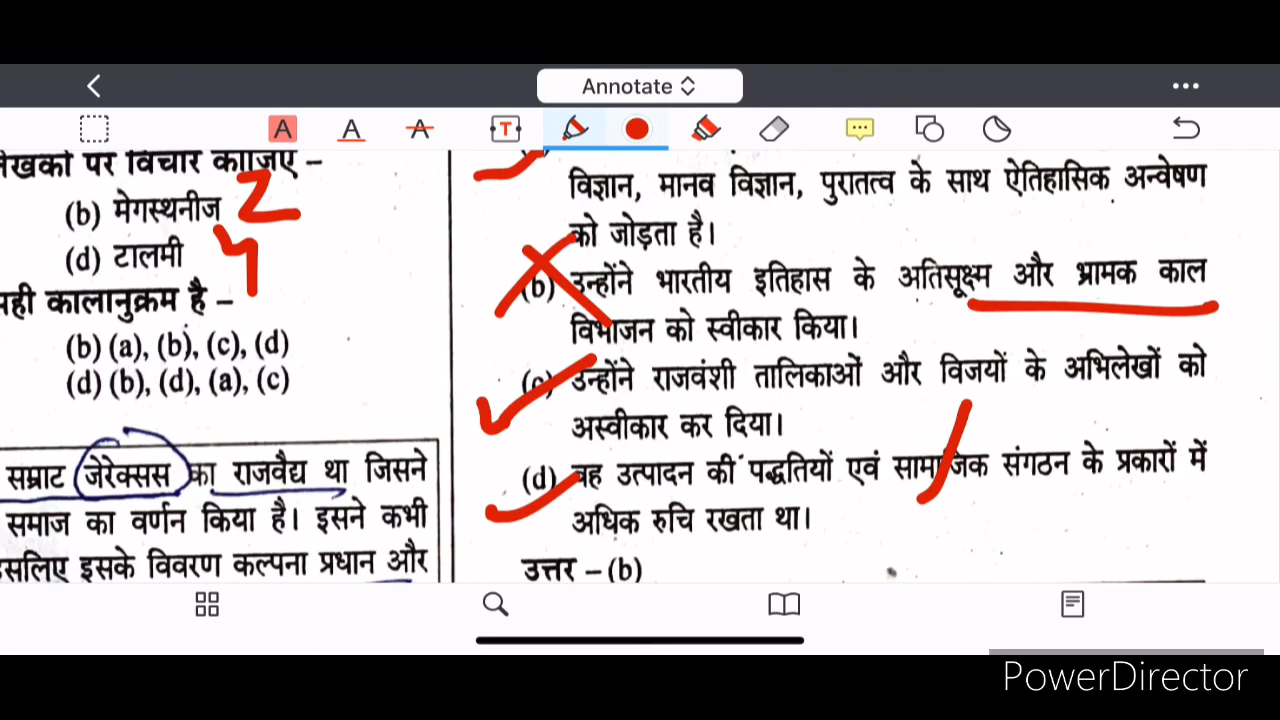 Annotate
A A A T
लेखकों पर विचार कीजिए –
(b) मेगस्थनीज 2
(d) टालमी 4
सही कालानुक्रम है –
(b) (a), (b), (c), (d)
(d) (b), (d), (a), (c)
सम्राट जेरेक्सस का राजवैद्य था जिसने
समाज का वर्णन किया है। इसने कभी
इसलिए इसके विवरण कल्पना प्रधान और
विज्ञान, मानव विज्ञान, पुरातत्व के साथ ऐतिहासिक अन्वेषण
को जोड़ता है।
(b) उन्होंने भारतीय इतिहास के अतिसूक्ष्म और भ्रामक काल
विभाजन को स्वीकार किया।
(c) उन्होंने राजवंशी तालिकाओं और विजयों के अभिलेखों को
अस्वीकार कर दिया।
(d) वह उत्पादन की पद्धतियों एवं सामाजिक संगठन के प्रकारों में
अधिक रुचि रखता था।
उत्तर – (b)
PowerDirector